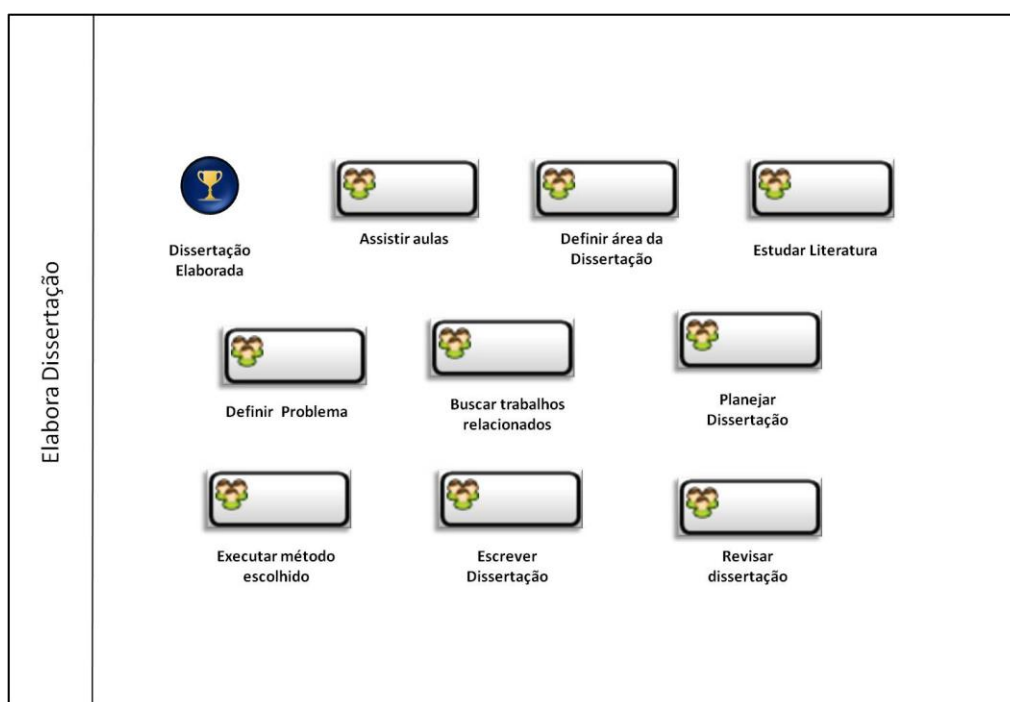 Elabora Dissertação
Dissertação
Elaborada
Assistir aulas
Definir área da
Dissertação
Estudar Literatura
Definir Problema
Buscar trabalhos
relacionados
Planejar
Dissertação
Executar método
escolhido
Escrever
Dissertação
Revisar
dissertação